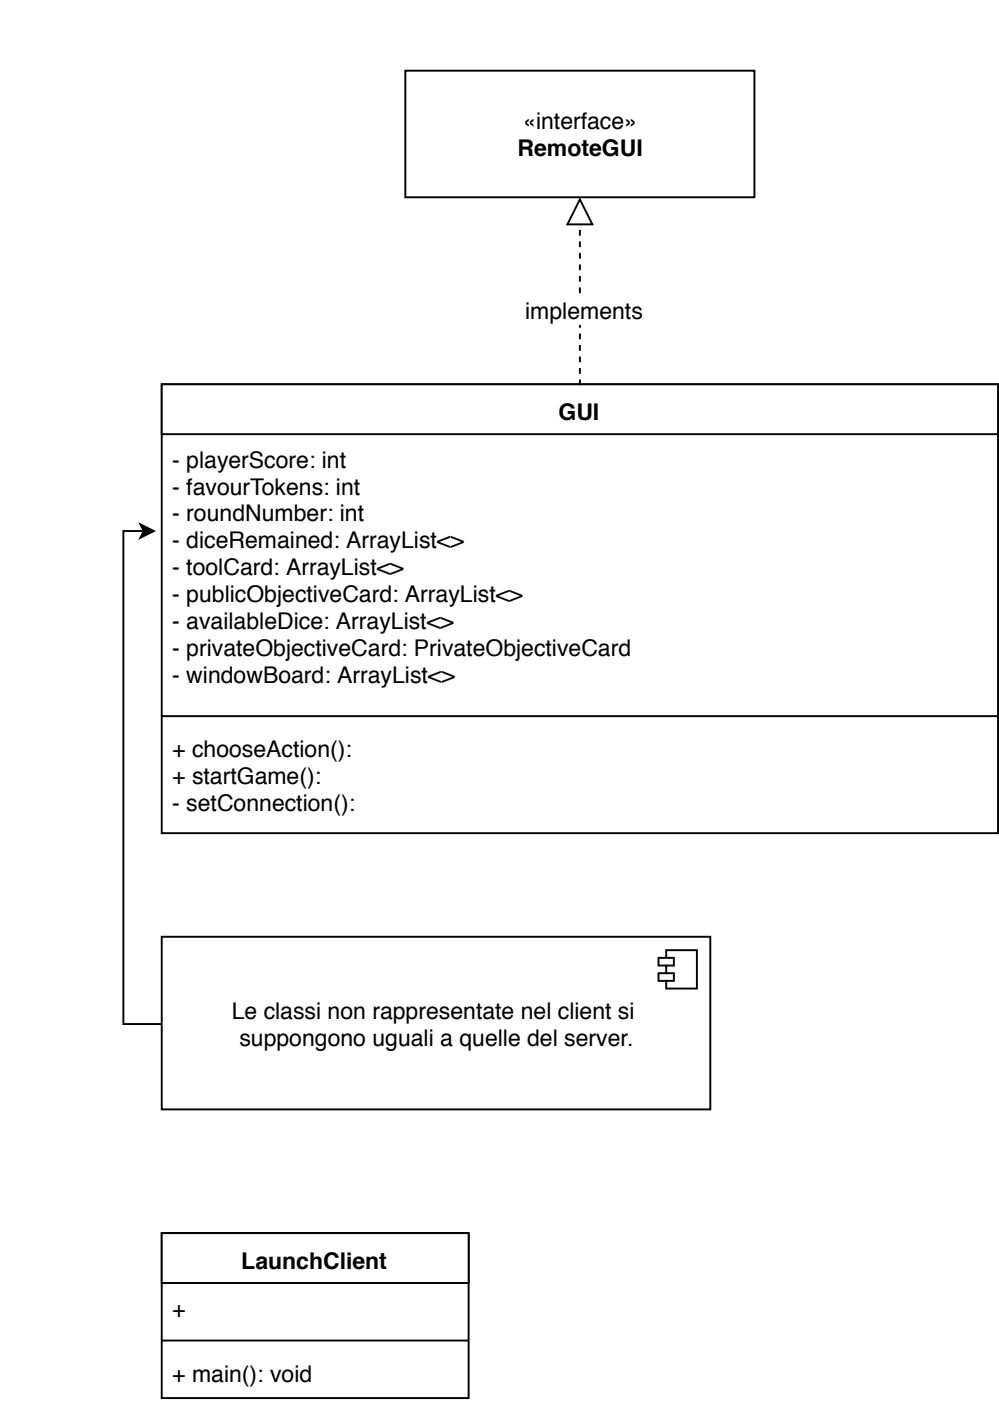 «interface»
RemoteGUI
implements
GUI
- playerScore: int
- favourTokens: int
- roundNumber: int
- diceRemained: ArrayList<>
- toolCard: ArrayList<>
- publicObjectiveCard: ArrayList<>
- availableDice: ArrayList<>
- privateObjectiveCard: PrivateObjectiveCard
- windowBoard: ArrayList<>
+ chooseAction():
+ startGame():
- setConnection():
Le classi non rappresentate nel client si
suppongono uguali a quelle del server.
LaunchClient
+
+ main(): void